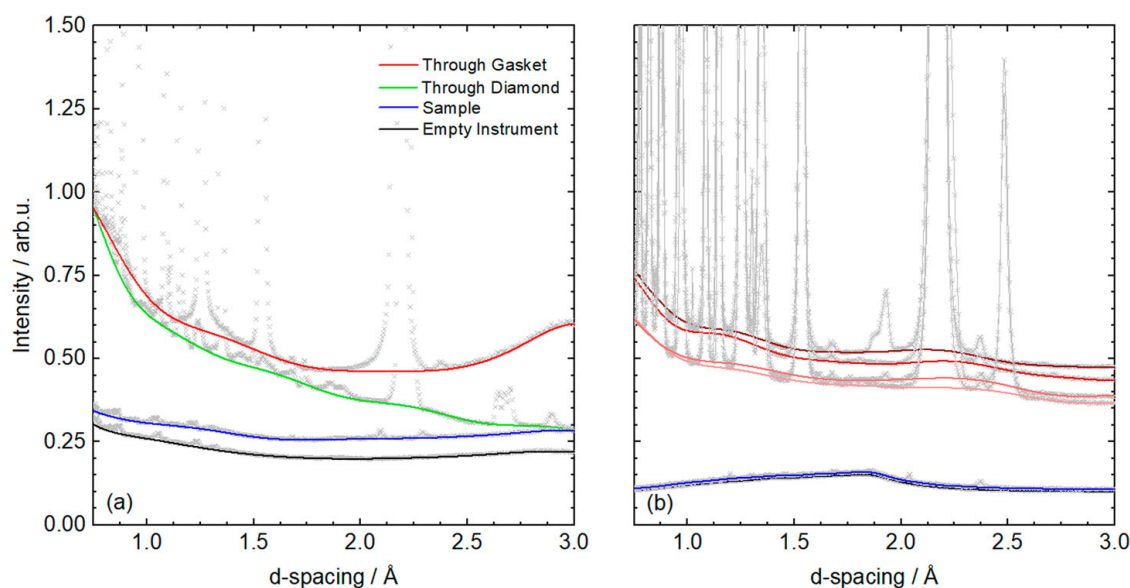 1.50
1.25
1.00
0.75
0.50
0.25
0.00
Intensity / arb.u.
Through Gasket
Through Diamond
Sample
Empty Instrument
(a)
1.0 1.5 2.0 2.5 3.0
d-spacing / Å
(b)
1.0 1.5 2.0 2.5 3.0
d-spacing / Å